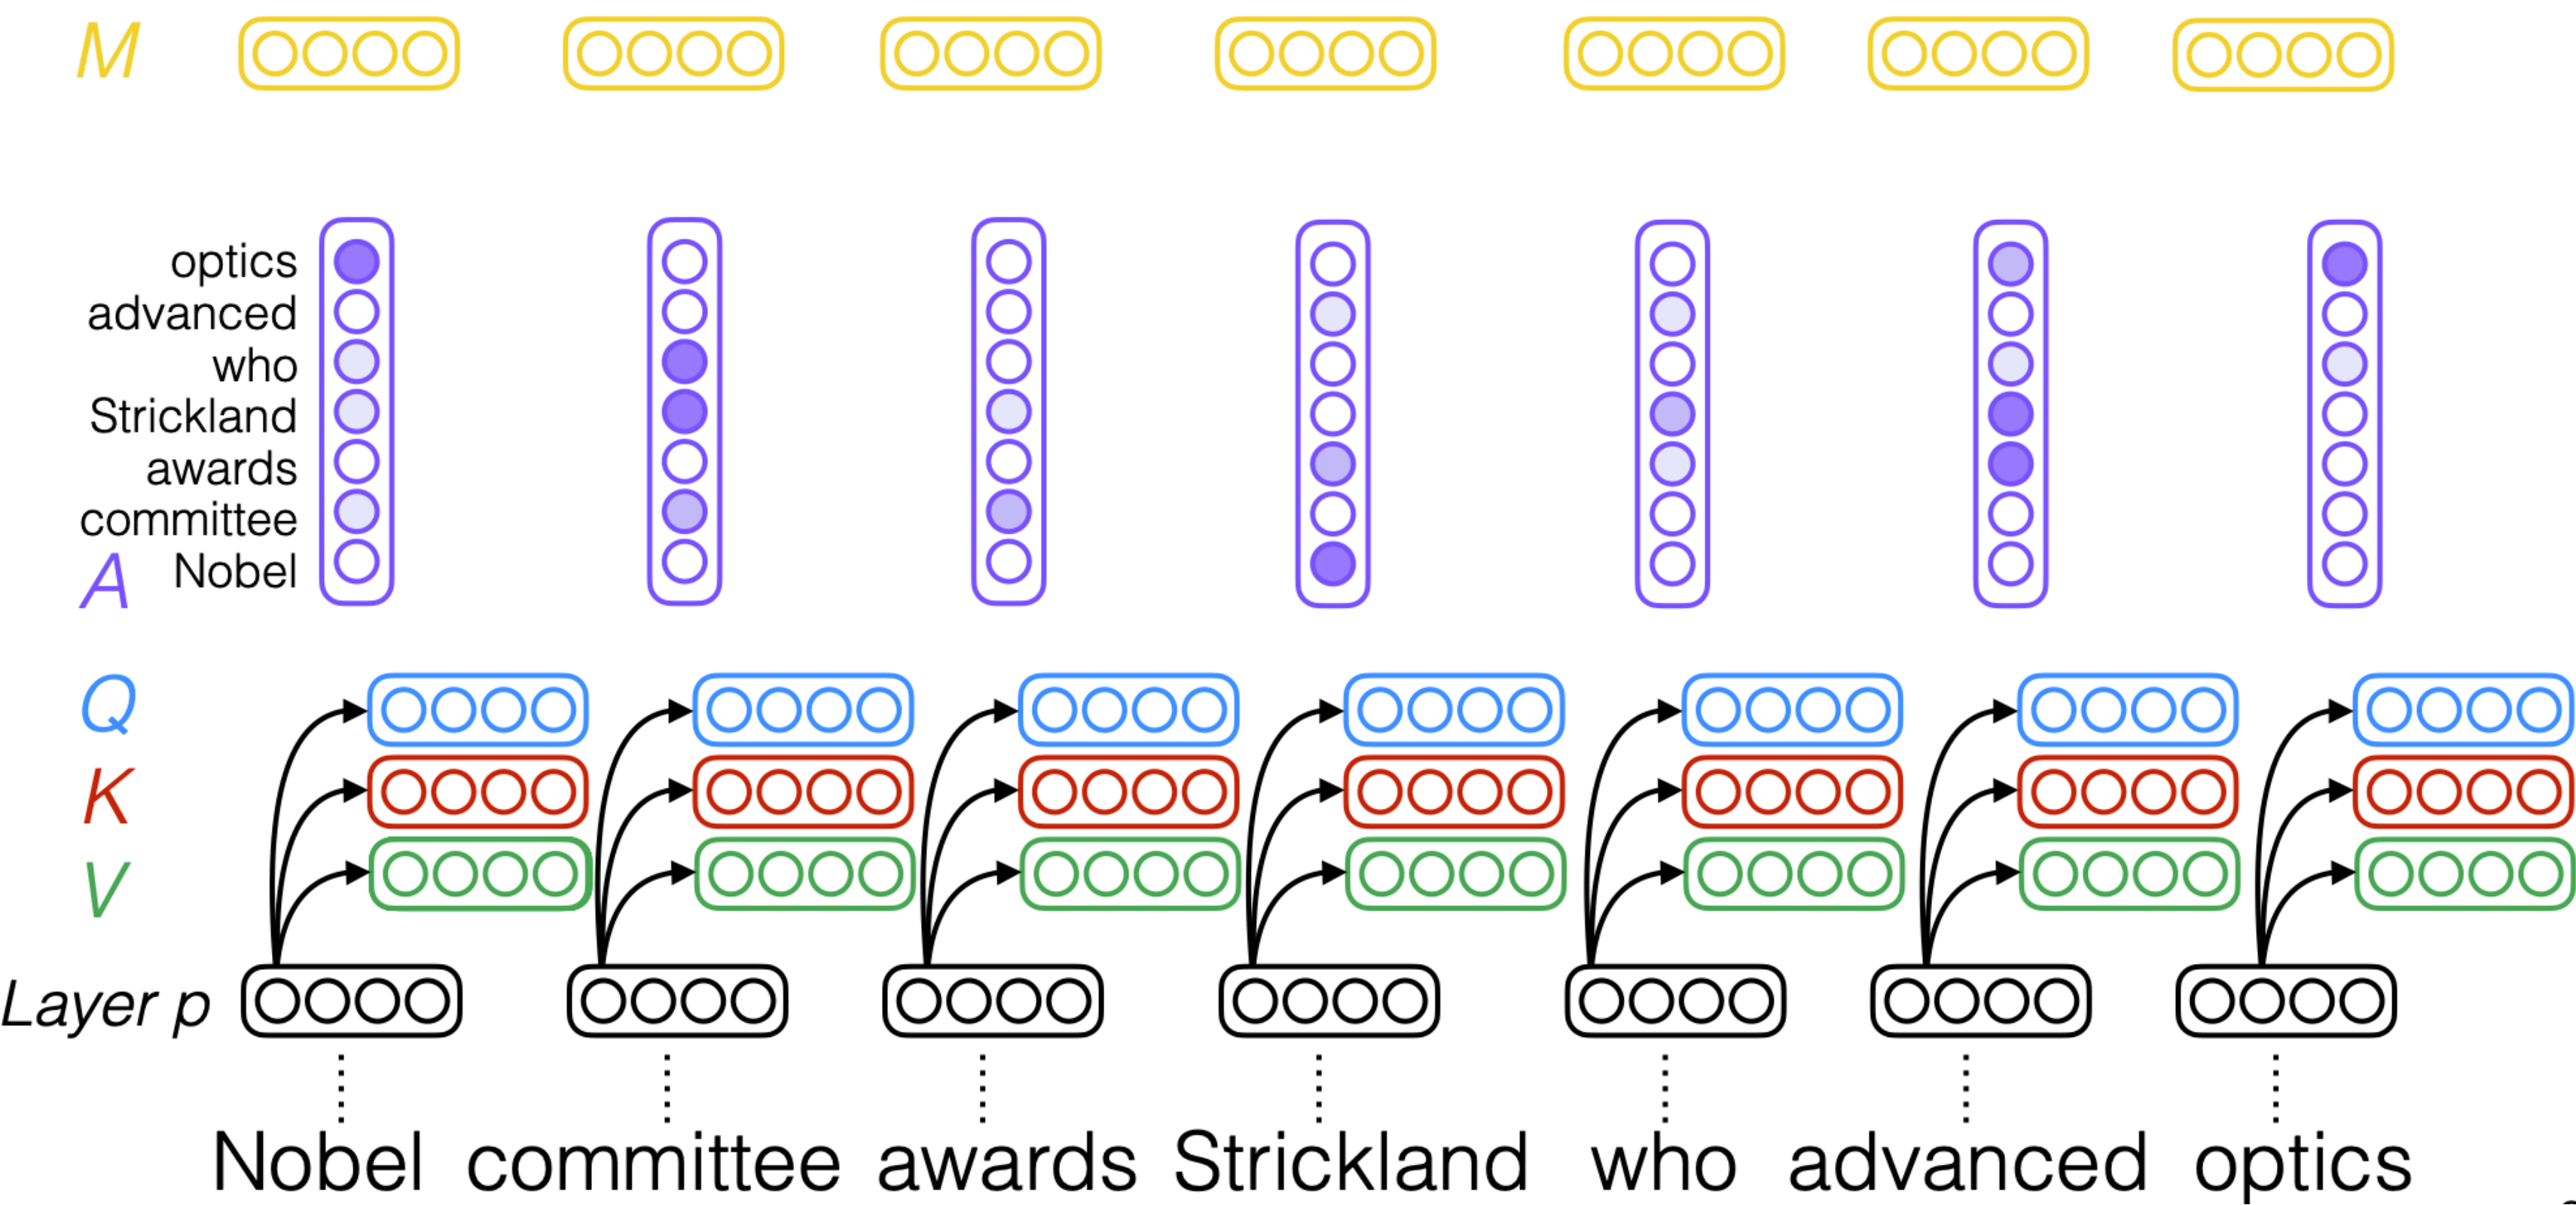 M
optics
advanced
who
Strickland
awards
committee
A Nobel
Q
K
V
Layer p
Nobel committee awards Strickland who advanced optics